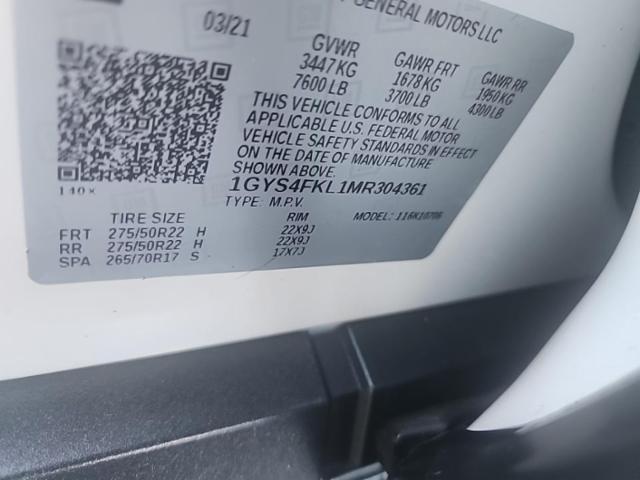 GENERAL MOTORS LLC
03/21
GVWR GAWR FRT GAWR RR
3447 KG 1678 KG 1950 KG
7600 LB 3700 LB 4300 LB
THIS VEHICLE CONFORMS TO ALL
APPLICABLE U.S. FEDERAL MOTOR
VEHICLE SAFETY STANDARDS IN EFFECT
ON THE DATE OF MANUFACTURE
SHOWN ABOVE.
1GYS4FKL1MR304361
140X
TYPE: M.P.V. MODEL: 116K10706
TIRE SIZE RIM
FRT 275/50R22 H 22X9J
RR 275/50R22 H 22X9J
SPA 265/70R17 S 17X7J